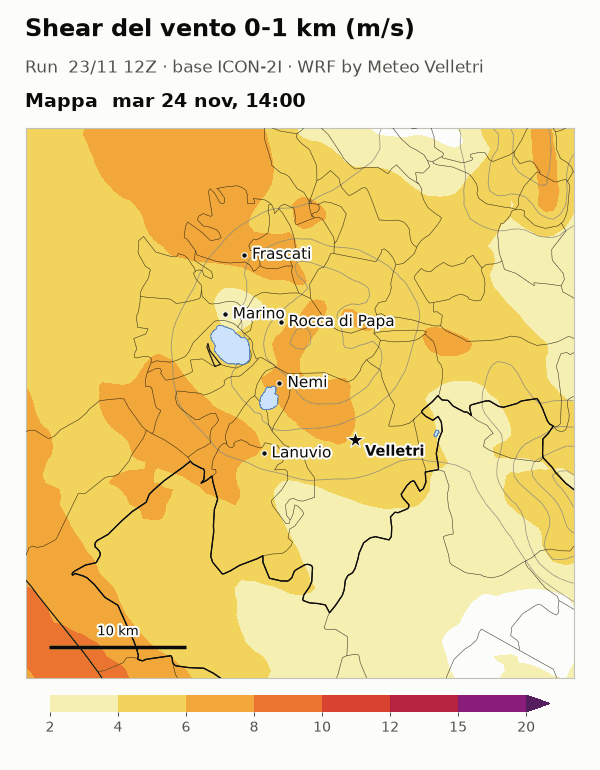 Shear del vento 0-1 km (m/s)
Run  23/11 12Z · base ICON-2I · WRF by Meteo Velletri
Mappa  mar 24 nov, 14:00
Frascati
Marino
Rocca di Papa
Nemi
Velletri
Lanuvio
10 km
2 4 6 8 10 12 15 20